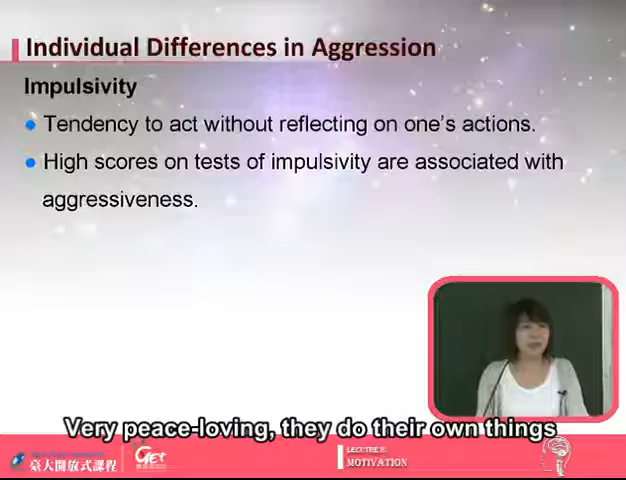 Individual Differences in Aggression
Impulsivity
Tendency to act without reflecting on one's actions.
High scores on tests of impulsivity are associated with
aggressiveness.
Very peace-loving, they do their own things
臺大開放式課程
GET
LECUTRE 8:
MOTIVATION